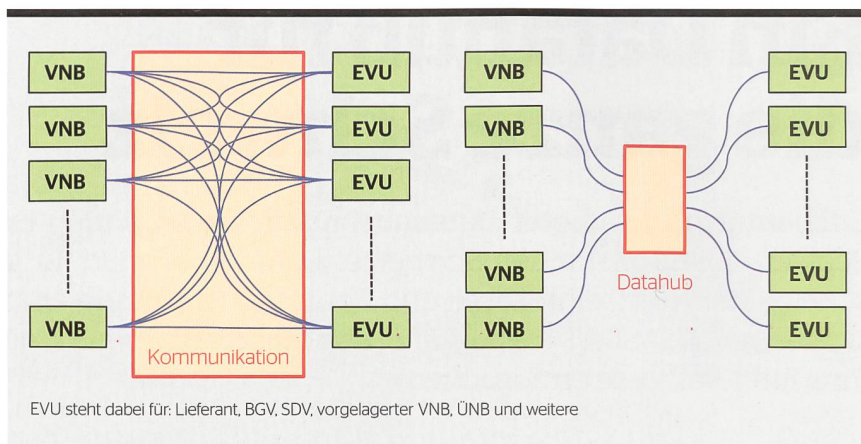 VNB EVU VNB EVU
VNB EVU VNB EVU
VNB EVU
VNB EVU
Datahub
VNB EVU VNB EVU
Kommunikation
EVU steht dabei für: Lieferant, BGV, SDV, vorgelagerter VNB, ÜNB und weitere